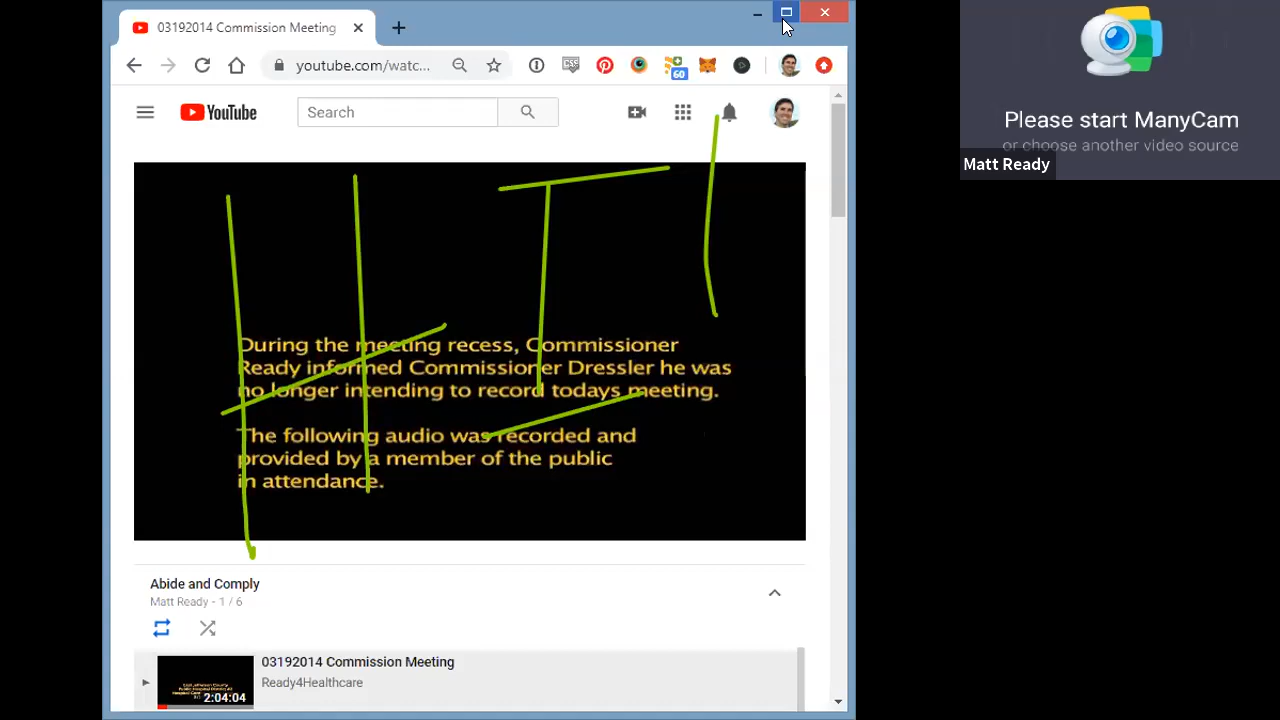 03192014 Commission Meeting
youtube.com/watc...
60
YouTube
Search
Please start ManyCam
or choose another video source
Matt Ready
HI!
During the meeting recess, Commissioner
Ready informed Commissioner Dressler he was
no longer intending to record todays meeting.
The following audio was recorded and
provided by a member of the public
in attendance.
Abide and Comply
Matt Ready - 1 / 6
03192014 Commission Meeting
Ready4Healthcare
2:04:04